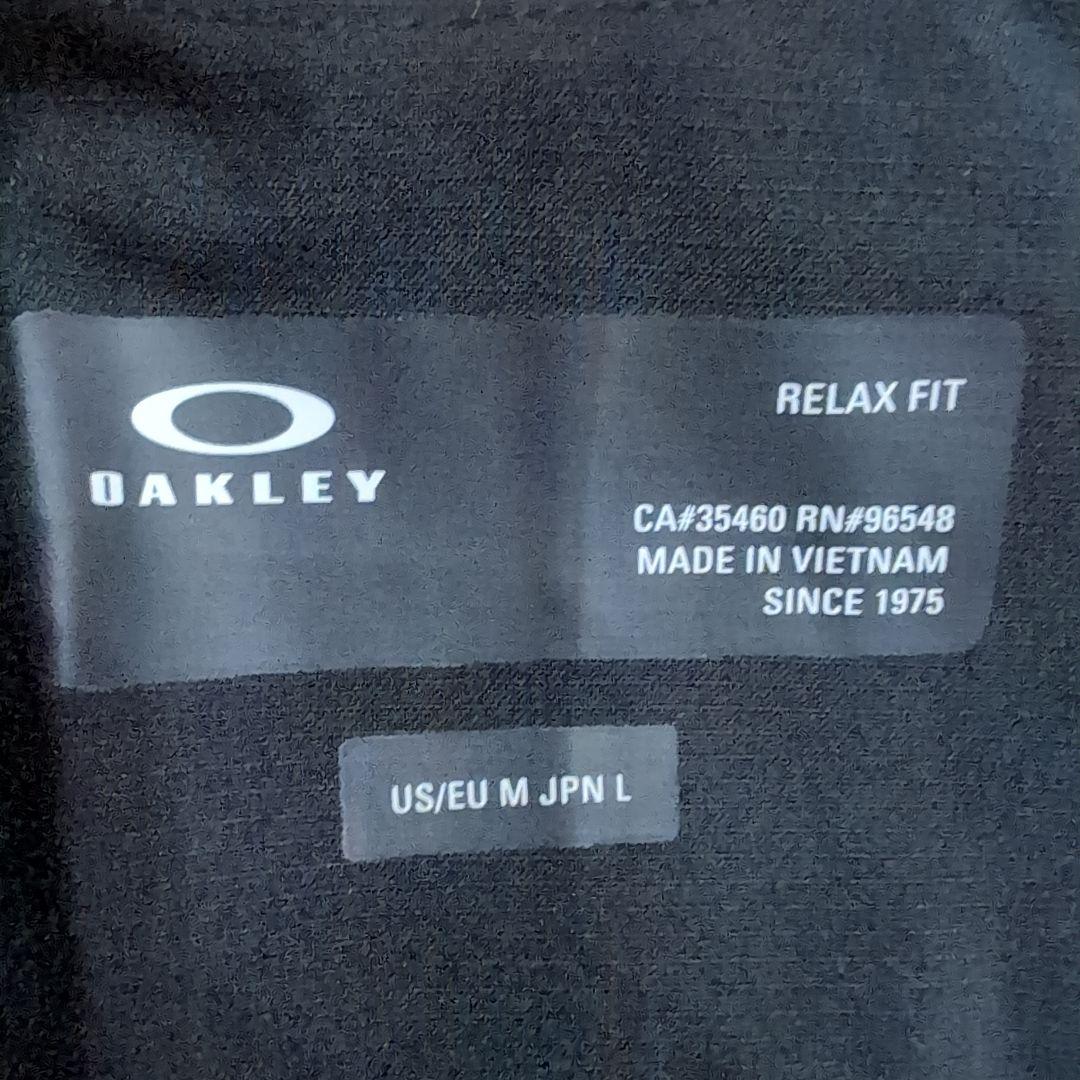 OAKLEY
RELAX FIT
CA#35460 RN#96548
MADE IN VIETNAM
SINCE 1975
US/EU M JPN L